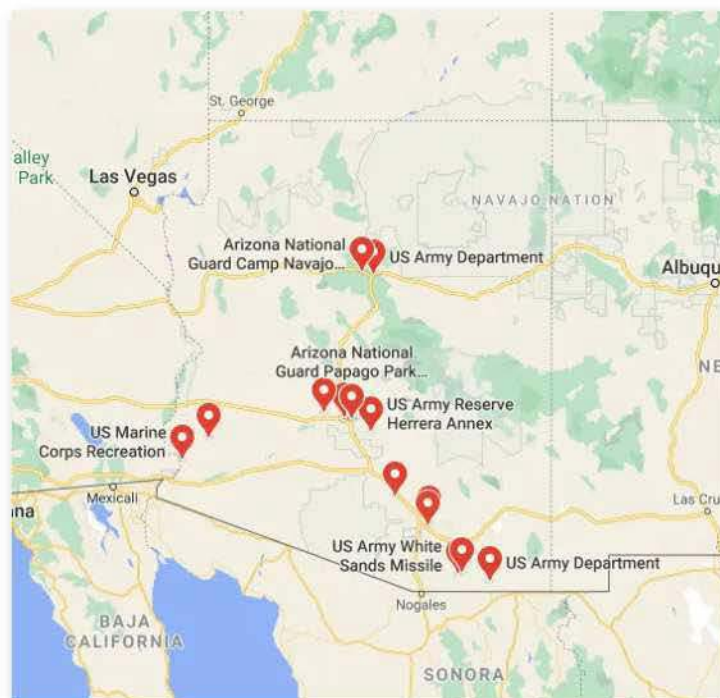 St. George
alley
Park
Las Vegas
NAVAJO NATION
Arizona National
Guard Camp Navajo...
US Army Department
Albuqu
Arizona National
Guard Papago Park...
NE
US Army Reserve
Herrera Annex
US Marine
Corps Recreation
Mexicali
ana
Las Cru
US Army White
Sands Missile
US Army Department
Nogales
BAJA
CALIFORNIA
SONORA